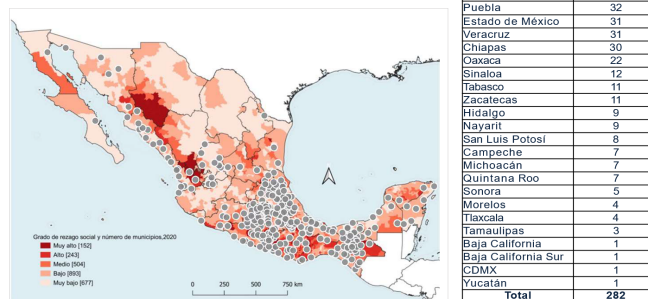 Grado de rezago social y número de municipios,2020
Muy alto [152]
Alto [243]
Medio [504]
Bajo [893]
Muy bajo [677]
0 250 500 750 km
Puebla 32
Estado de México 31
Veracruz 31
Chiapas 30
Oaxaca 22
Sinaloa 12
Tabasco 11
Zacatecas 11
Hidalgo 9
Nayarit 9
San Luis Potosí 8
Campeche 7
Michoacán 7
Quintana Roo 7
Sonora 5
Morelos 4
Tlaxcala 4
Tamaulipas 3
Baja California 1
Baja California Sur 1
CDMX 1
Yucatán 1
Total 282